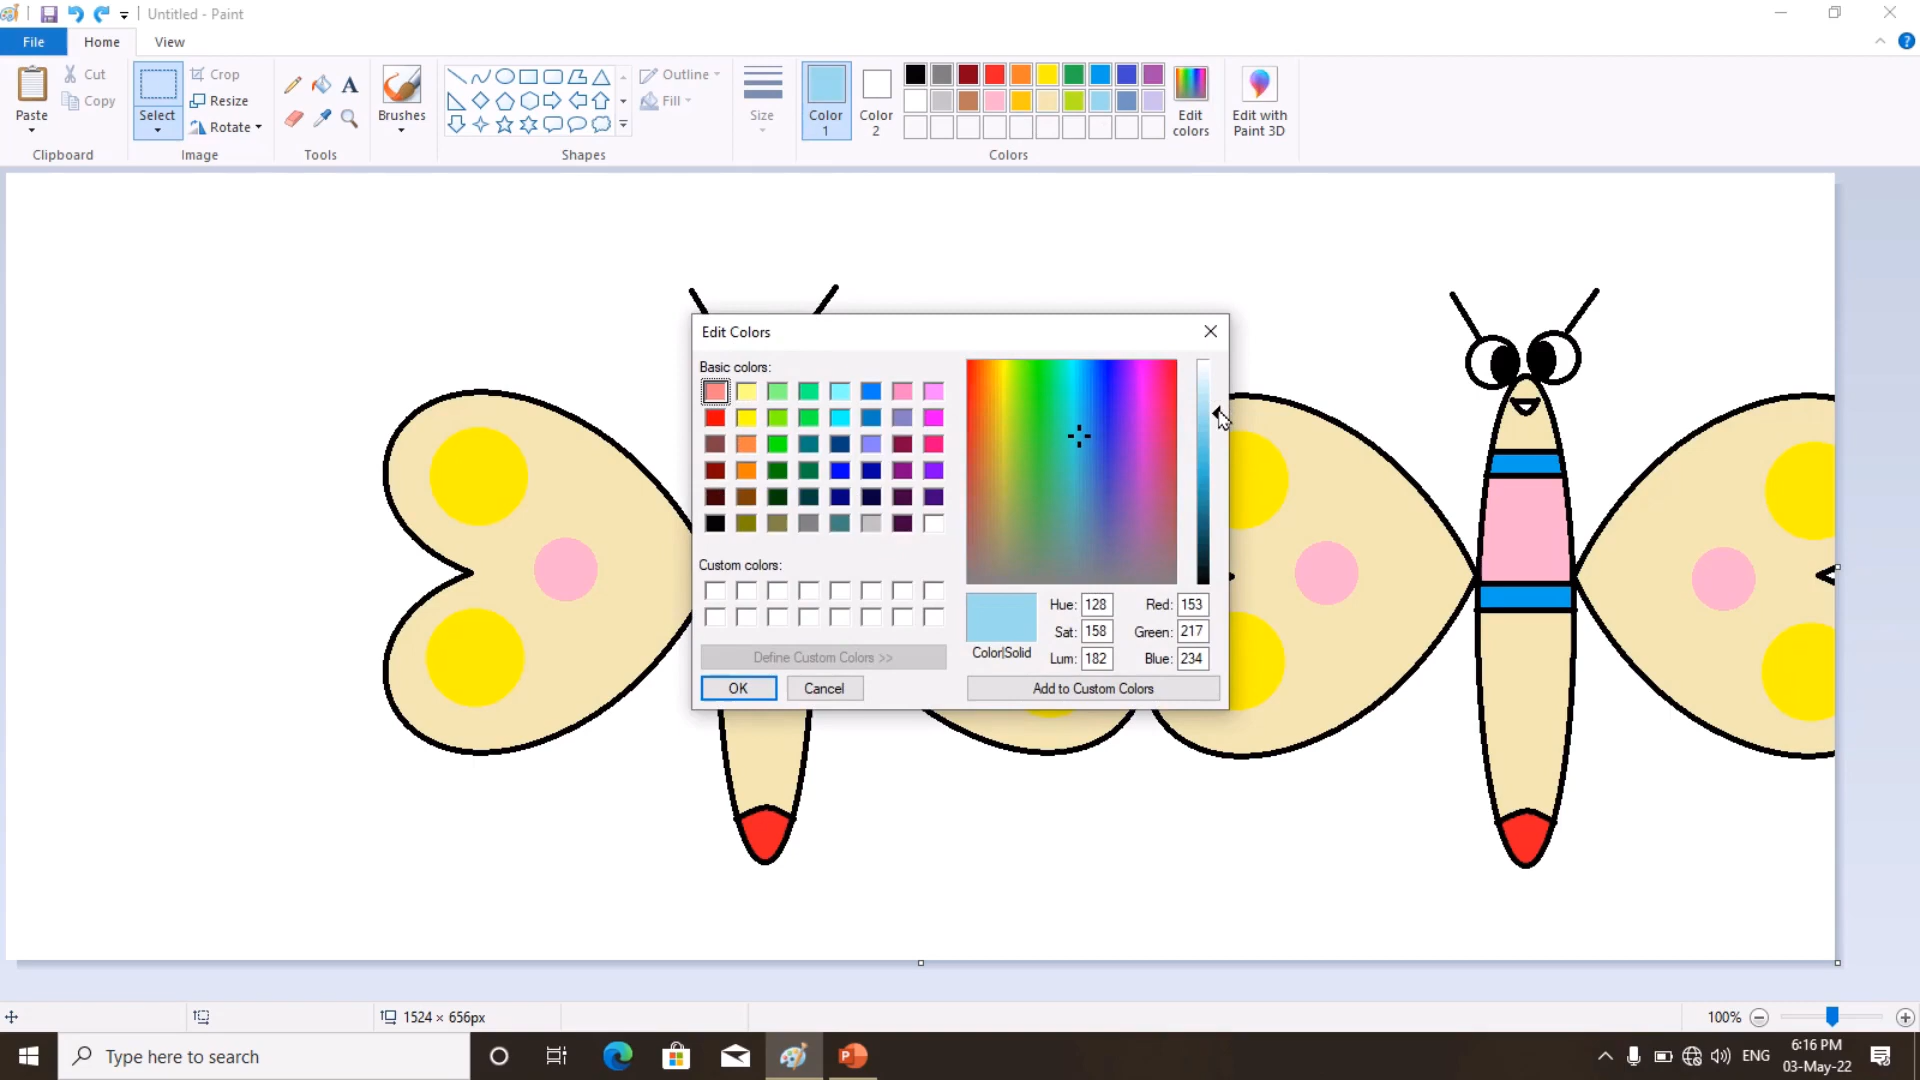 Untitled - Paint
File Home View
Paste
Cut
Copy
Clipboard
Select
Crop
Resize
Rotate
Image
A
Tools
Brushes
Outline
Fill
Shapes
Size
Color 1
Color 2
Edit colors
Colors
Edit with Paint 3D
Edit Colors
Basic colors:
Custom colors:
Define Custom Colors >>
OK Cancel
Color|Solid
Hue: 128 Red: 153
Sat: 158 Green: 217
Lum: 182 Blue: 234
Add to Custom Colors
1524 × 656px
100%
Type here to search
ENG
6:16 PM
03-May-22